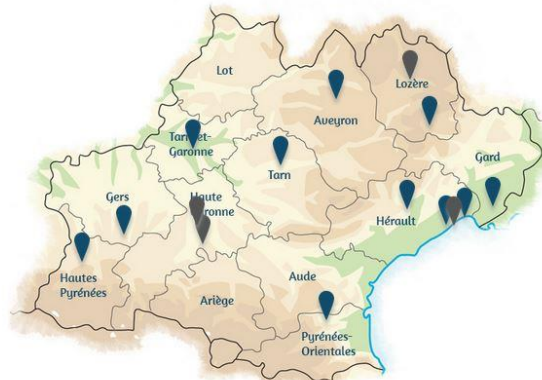 Lot
Lozère
Aveyron
Tarn-et-
Garonne
Gard
Tarn
Gers
Haute
Garonne
Hérault
Hautes
Pyrénées
Aude
Ariège
Pyrénées-
Orientales